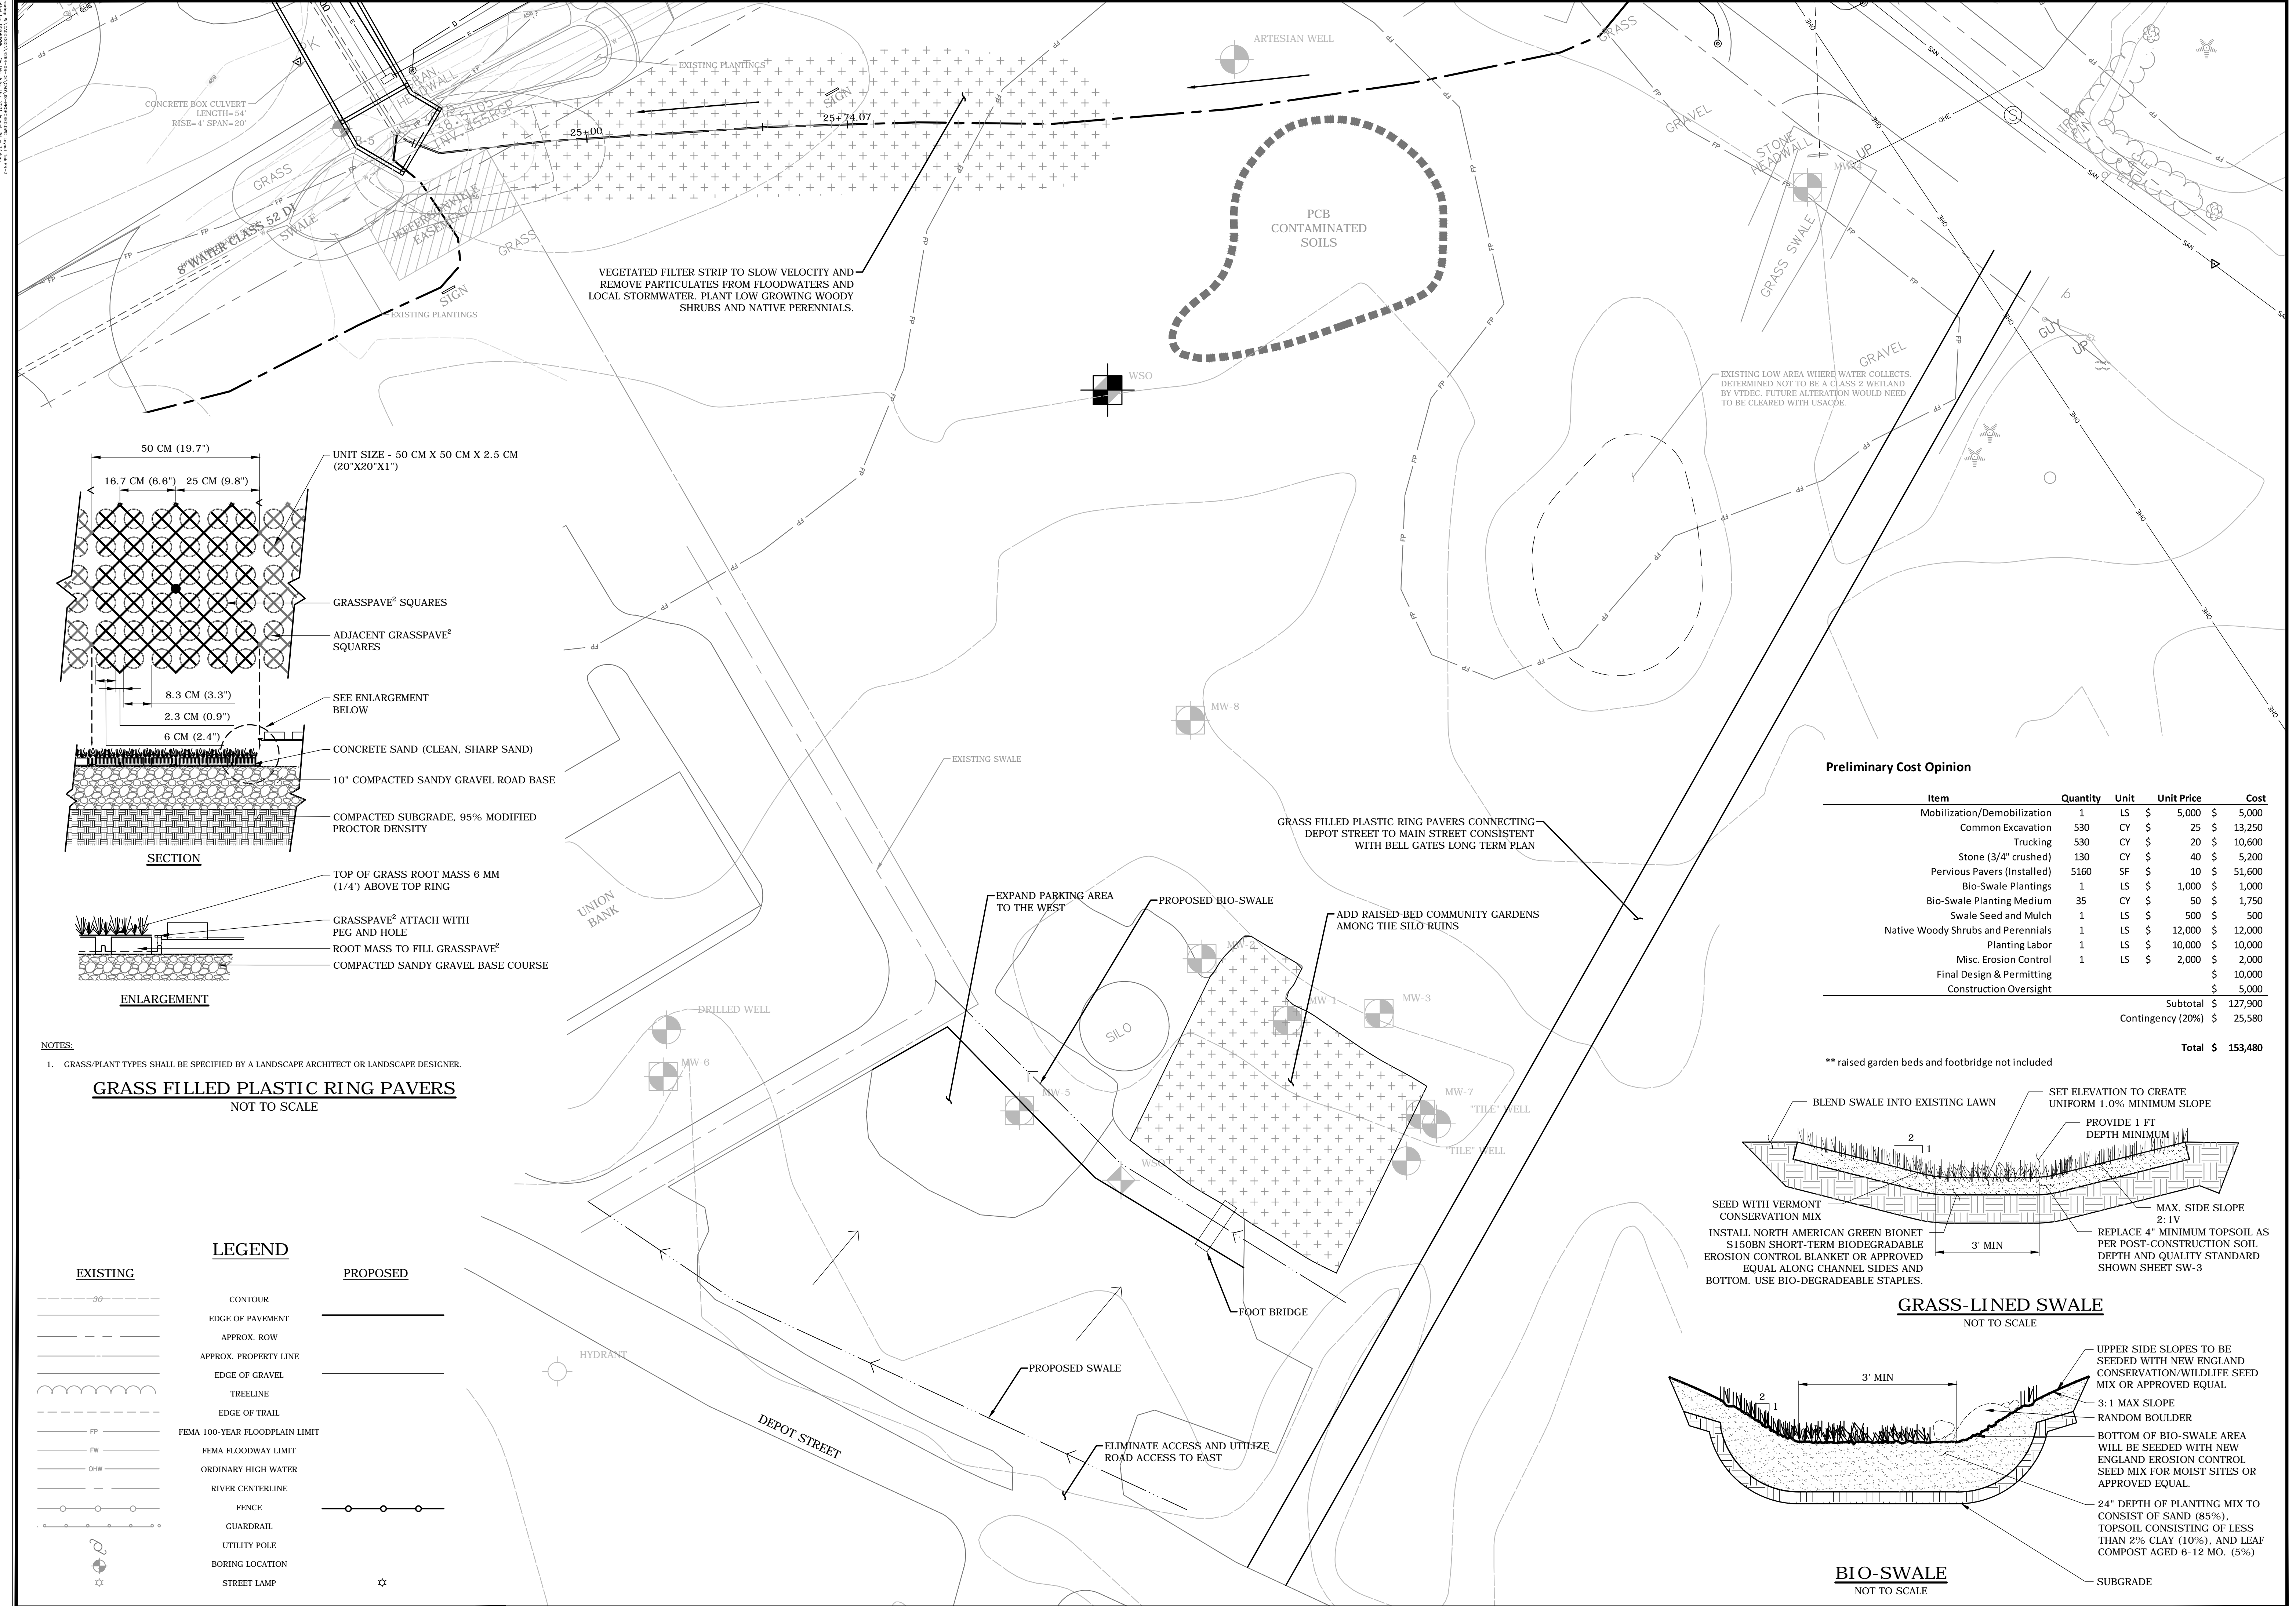 ARTESIAN WELL
GRASS
EXISTING PLANTINGS
CONCRETE BOX CULVERT
LENGTH=54'
RISE=4' SPAN=20'
HEADWALL
SIGN
25+00
25+74.07
GRASS
8" WATER CLASS 52 DI
SWALE
JEFFERSONVILLE
EASEMENT
GRASS
SIGN
EXISTING PLANTINGS
VEGETATED FILTER STRIP TO SLOW VELOCITY AND
REMOVE PARTICULATES FROM FLOODWATERS AND
LOCAL STORMWATER. PLANT LOW GROWING WOODY
SHRUBS AND NATIVE PERENNIALS.
PCB
CONTAMINATED
SOILS
WSO
GRAVEL
STONE
HEADWALL
UP
GRASS SWALE
IRON
PIN
GUY
UP
GRAVEL
EXISTING LOW AREA WHERE WATER COLLECTS.
DETERMINED NOT TO BE A CLASS 2 WETLAND
BY VTDEC. FUTURE ALTERATION WOULD NEED
TO BE CLEARED WITH USACOE.
50 CM (19.7")
16.7 CM (6.6")
25 CM (9.8")
UNIT SIZE - 50 CM X 50 CM X 2.5 CM
(20"X20"X1")
GRASSPAVE² SQUARES
ADJACENT GRASSPAVE²
SQUARES
8.3 CM (3.3")
2.3 CM (0.9")
6 CM (2.4")
SEE ENLARGEMENT
BELOW
CONCRETE SAND (CLEAN, SHARP SAND)
10" COMPACTED SANDY GRAVEL ROAD BASE
COMPACTED SUBGRADE, 95% MODIFIED
PROCTOR DENSITY
SECTION
TOP OF GRASS ROOT MASS 6 MM
(1/4') ABOVE TOP RING
GRASSPAVE² ATTACH WITH
PEG AND HOLE
ROOT MASS TO FILL GRASSPAVE²
COMPACTED SANDY GRAVEL BASE COURSE
ENLARGEMENT
NOTES:
1. GRASS/PLANT TYPES SHALL BE SPECIFIED BY A LANDSCAPE ARCHITECT OR LANDSCAPE DESIGNER.
GRASS FILLED PLASTIC RING PAVERS
NOT TO SCALE
MW-8
EXISTING SWALE
GRASS FILLED PLASTIC RING PAVERS CONNECTING
DEPOT STREET TO MAIN STREET CONSISTENT
WITH BELL GATES LONG TERM PLAN
UNION
BANK
EXPAND PARKING AREA
TO THE WEST
PROPOSED BIO-SWALE
ADD RAISED BED COMMUNITY GARDENS
AMONG THE SILO RUINS
MW-2
MW-1
MW-3
SILO
DRILLED WELL
MW-6
MW-5
MW-7
"TILE" WELL
"TILE" WELL
WSO
FOOT BRIDGE
HYDRANT
PROPOSED SWALE
DEPOT STREET
ELIMINATE ACCESS AND UTILIZE
ROAD ACCESS TO EAST
LEGEND
EXISTING PROPOSED
CONTOUR
EDGE OF PAVEMENT
APPROX. ROW
APPROX. PROPERTY LINE
EDGE OF GRAVEL
TREELINE
EDGE OF TRAIL
FP FEMA 100-YEAR FLOODPLAIN LIMIT
FW FEMA FLOODWAY LIMIT
OHW ORDINARY HIGH WATER
RIVER CENTERLINE
FENCE
GUARDRAIL
UTILITY POLE
BORING LOCATION
STREET LAMP
Preliminary Cost Opinion
Item Quantity Unit Unit Price Cost
Mobilization/Demobilization 1 LS $ 5,000 $ 5,000
Common Excavation 530 CY $ 25 $ 13,250
Trucking 530 CY $ 20 $ 10,600
Stone (3/4" crushed) 130 CY $ 40 $ 5,200
Pervious Pavers (Installed) 5160 SF $ 10 $ 51,600
Bio-Swale Plantings 1 LS $ 1,000 $ 1,000
Bio-Swale Planting Medium 35 CY $ 50 $ 1,750
Swale Seed and Mulch 1 LS $ 500 $ 500
Native Woody Shrubs and Perennials 1 LS $ 12,000 $ 12,000
Planting Labor 1 LS $ 10,000 $ 10,000
Misc. Erosion Control 1 LS $ 2,000 $ 2,000
Final Design & Permitting $ 10,000
Construction Oversight $ 5,000
Subtotal $ 127,900
Contingency (20%) $ 25,580
Total $ 153,480
** raised garden beds and footbridge not included
BLEND SWALE INTO EXISTING LAWN
SET ELEVATION TO CREATE
UNIFORM 1.0% MINIMUM SLOPE
PROVIDE 1 FT
DEPTH MINIMUM
2
1
SEED WITH VERMONT
CONSERVATION MIX
INSTALL NORTH AMERICAN GREEN BIONET
S150BN SHORT-TERM BIODEGRADABLE
EROSION CONTROL BLANKET OR APPROVED
EQUAL ALONG CHANNEL SIDES AND
BOTTOM. USE BIO-DEGRADEABLE STAPLES.
3' MIN
MAX. SIDE SLOPE
2:1V
REPLACE 4" MINIMUM TOPSOIL AS
PER POST-CONSTRUCTION SOIL
DEPTH AND QUALITY STANDARD
SHOWN SHEET SW-3
GRASS-LINED SWALE
NOT TO SCALE
3' MIN
2
1
UPPER SIDE SLOPES TO BE
SEEDED WITH NEW ENGLAND
CONSERVATION/WILDLIFE SEED
MIX OR APPROVED EQUAL
3:1 MAX SLOPE
RANDOM BOULDER
BOTTOM OF BIO-SWALE AREA
WILL BE SEEDED WITH NEW
ENGLAND EROSION CONTROL
SEED MIX FOR MOIST SITES OR
APPROVED EQUAL.
24" DEPTH OF PLANTING MIX TO
CONSIST OF SAND (85%),
TOPSOIL CONSISTING OF LESS
THAN 2% CLAY (10%), AND LEAF
COMPOST AGED 6-12 MO. (5%)
SUBGRADE
BIO-SWALE
NOT TO SCALE